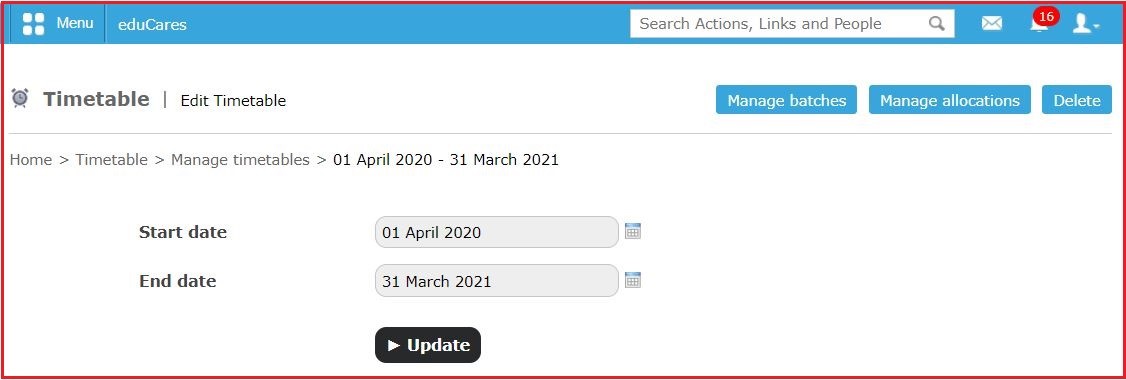 Menu eduCares Search Actions, Links and People 16
Timetable | Edit Timetable Manage batches Manage allocations Delete
Home > Timetable > Manage timetables > 01 April 2020 - 31 March 2021
Start date 01 April 2020
End date 31 March 2021
► Update